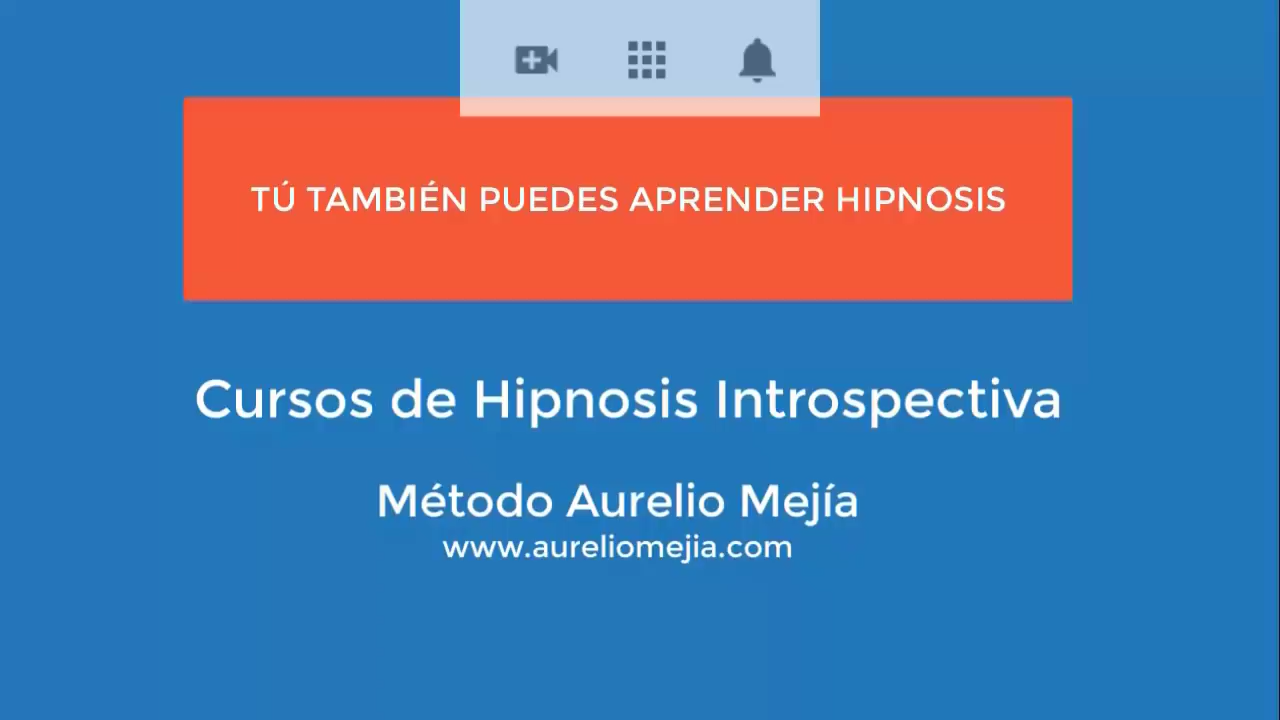 TÚ TAMBIÉN PUEDES APRENDER HIPNOSIS
Cursos de Hipnosis Introspectiva
Método Aurelio Mejía
www.aureliomejia.com